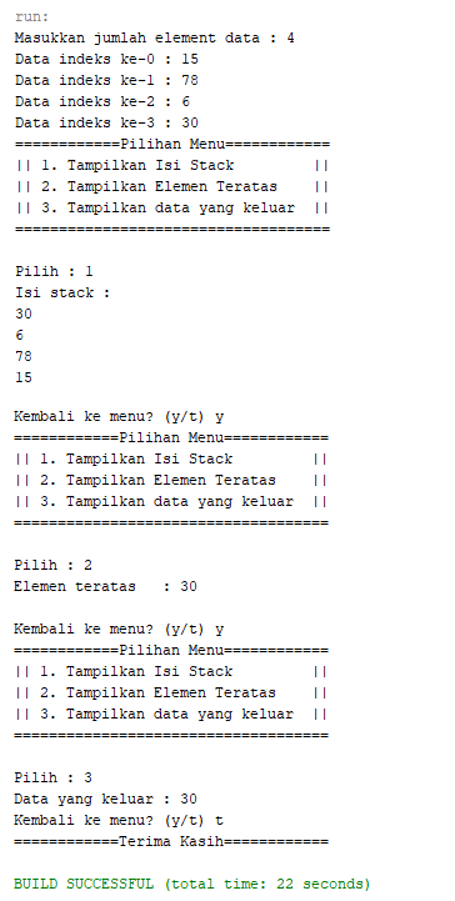 run:
Masukkan jumlah element data : 4
Data indeks ke-0 : 15
Data indeks ke-1 : 78
Data indeks ke-2 : 6
Data indeks ke-3 : 30
============Pilihan Menu============
|| 1. Tampilkan Isi Stack         ||
|| 2. Tampilkan Elemen Teratas    ||
|| 3. Tampilkan data yang keluar  ||
====================================
Pilih : 1
Isi stack :
30
6
78
15
Kembali ke menu? (y/t) y
============Pilihan Menu============
|| 1. Tampilkan Isi Stack         ||
|| 2. Tampilkan Elemen Teratas    ||
|| 3. Tampilkan data yang keluar  ||
====================================
Pilih : 2
Elemen teratas   : 30
Kembali ke menu? (y/t) y
============Pilihan Menu============
|| 1. Tampilkan Isi Stack         ||
|| 2. Tampilkan Elemen Teratas    ||
|| 3. Tampilkan data yang keluar  ||
====================================
Pilih : 3
Data yang keluar : 30
Kembali ke menu? (y/t) t
============Terima Kasih============
BUILD SUCCESSFUL (total time: 22 seconds)